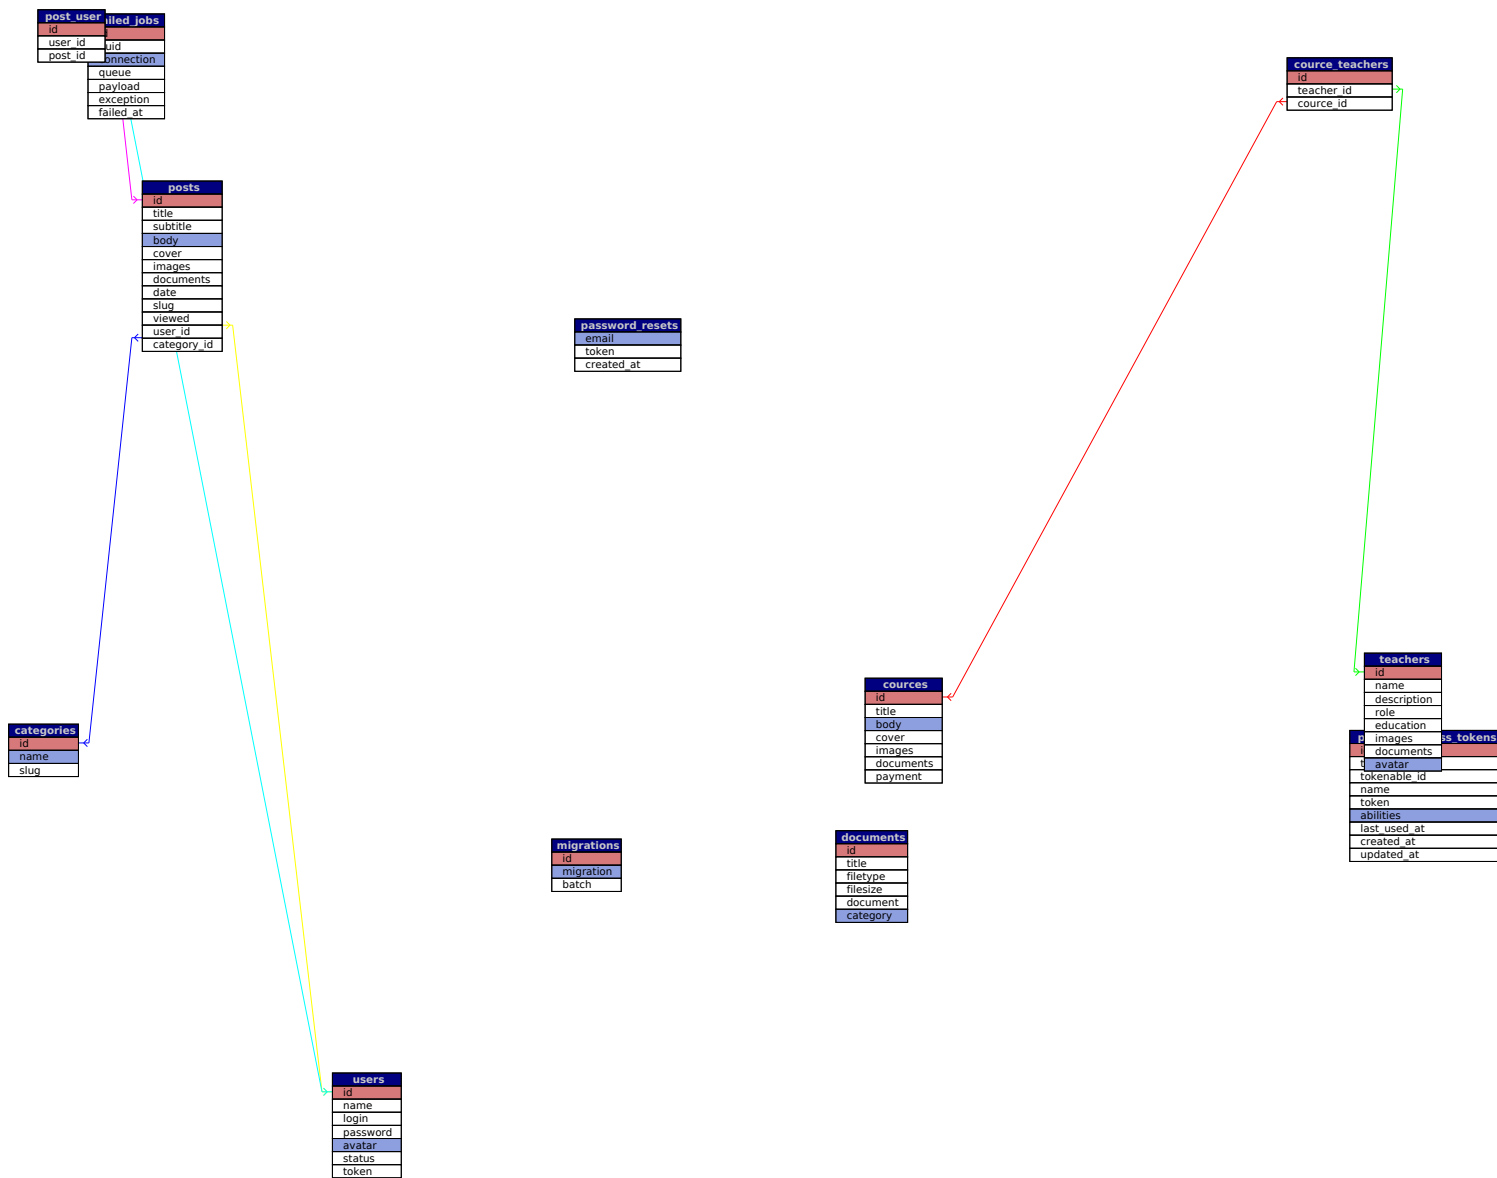 post_user
id
user_id
post_id
iled_jobs
uid
onnection
queue
payload
exception
failed_at
cource_teachers
id
teacher_id
cource_id
posts
id
title
subtitle
body
cover
images
documents
date
slug
viewed
user_id
category_id
password_resets
email
token
created_at
cources
id
title
body
cover
images
documents
payment
teachers
id
name
description
role
education
images
documents
avatar
ss_tokens
tokenable_id
name
token
abilities
last_used_at
created_at
updated_at
categories
id
name
slug
migrations
id
migration
batch
documents
id
title
filetype
filesize
document
category
users
id
name
login
password
avatar
status
token